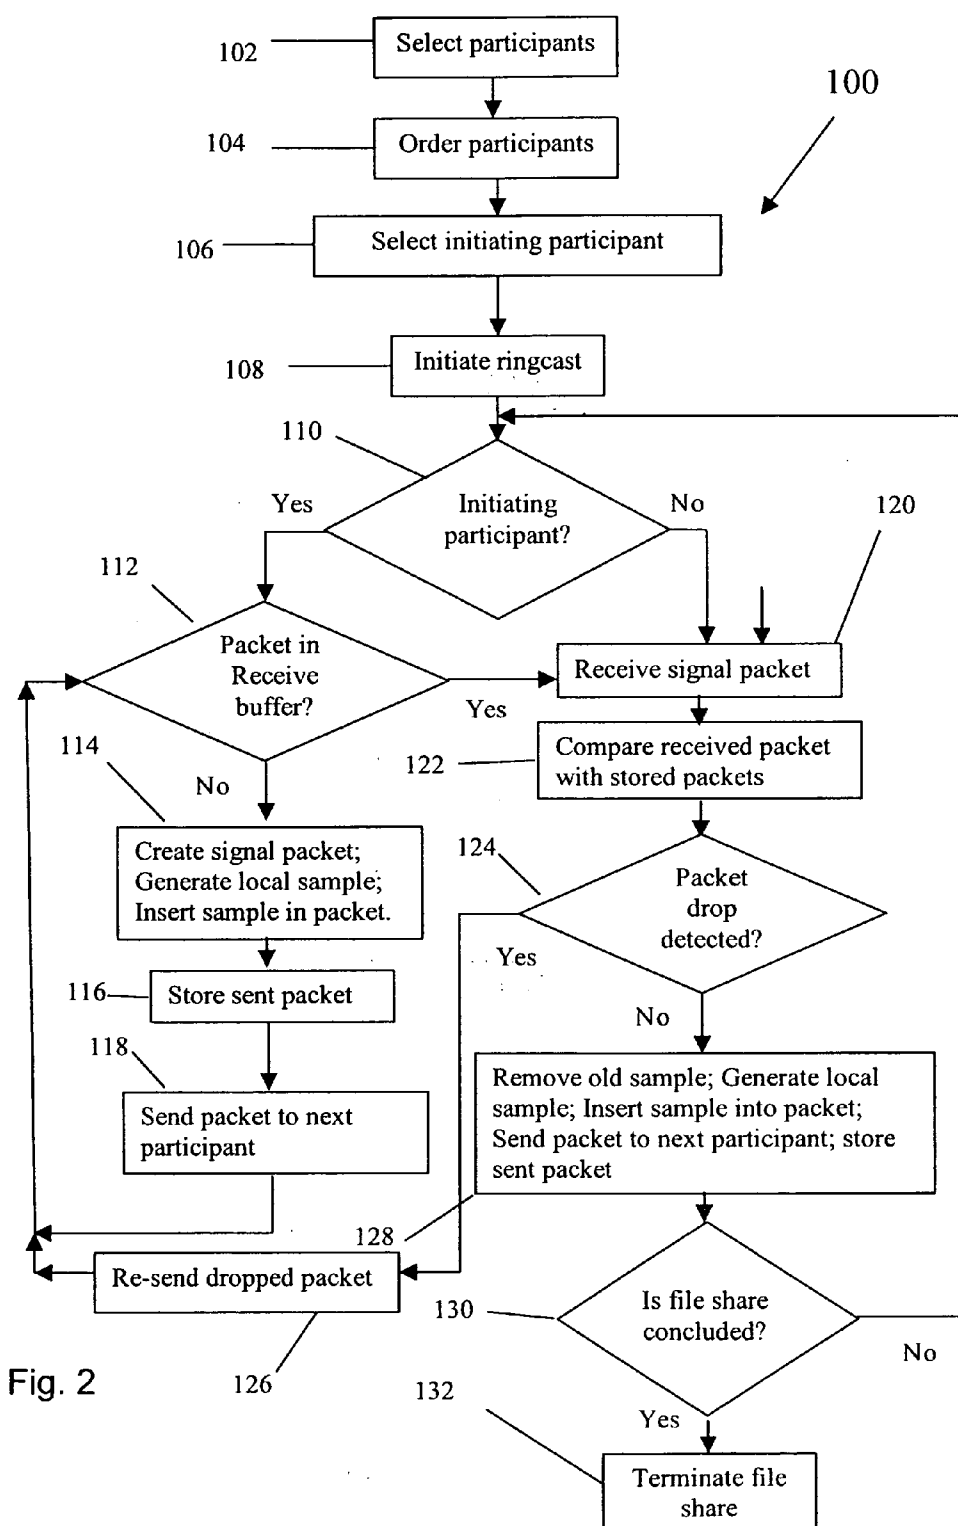 102
Select participants
100
104
Order participants
106
Select initiating participant
108
Initiate ringcast
110
Yes
Initiating
participant?
No
120
112
Packet in
Receive
buffer?
Yes
Receive signal packet
114
No
122
Compare received packet
with stored packets
Create signal packet;
Generate local sample;
Insert sample in packet.
124
Packet
drop
detected?
Yes
No
116
Store sent packet
118
Send packet to next
participant
Remove old sample; Generate local
sample; Insert sample into packet;
Send packet to next participant; store
sent packet
128
Re-send dropped packet
126
130
Is file share
concluded?
No
Yes
Fig. 2
132
Terminate file
share